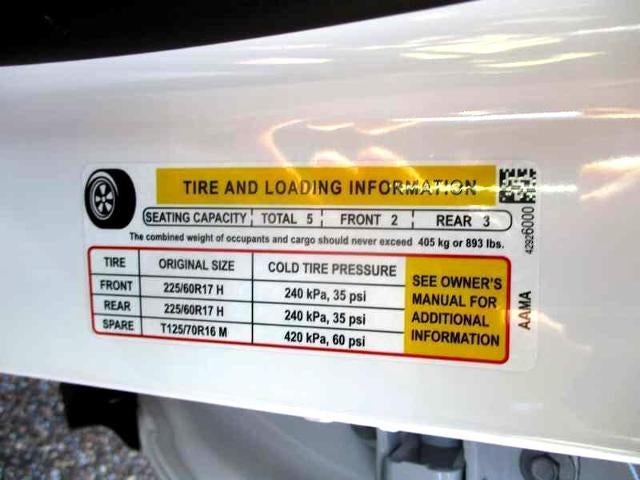 TIRE AND LOADING INFORMATION
SEATING CAPACITY TOTAL 5 FRONT 2 REAR 3
The combined weight of occupants and cargo should never exceed 405 kg or 893 lbs.
TIRE ORIGINAL SIZE COLD TIRE PRESSURE
FRONT 225/60R17 H 240 kPa, 35 psi
REAR 225/60R17 H 240 kPa, 35 psi
SPARE T125/70R16 M 420 kPa, 60 psi
SEE OWNER'S
MANUAL FOR
ADDITIONAL
INFORMATION
42926000
AAMA